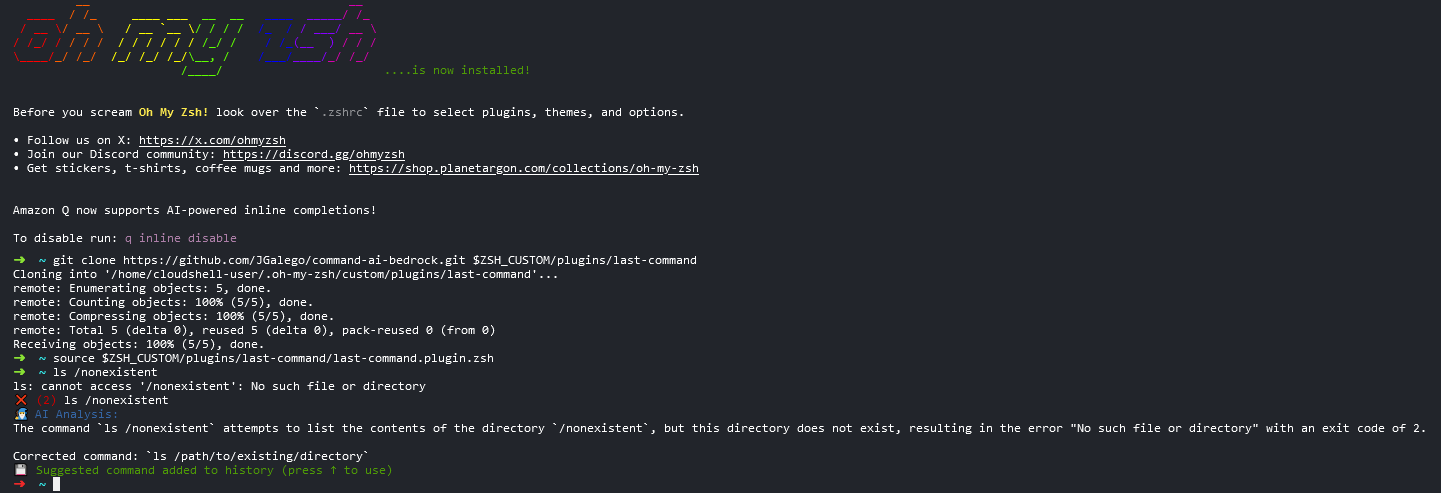 oh my zsh
....is now installed!
Before you scream Oh My Zsh! look over the `.zshrc` file to select plugins, themes, and options.
• Follow us on X: https://x.com/ohmyzsh
• Join our Discord community: https://discord.gg/ohmyzsh
• Get stickers, t-shirts, coffee mugs and more: https://shop.planetargon.com/collections/oh-my-zsh
Amazon Q now supports AI-powered inline completions!
To disable run: q inline disable
➜ ~ git clone https://github.com/JGalego/command-ai-bedrock.git $ZSH_CUSTOM/plugins/last-command
Cloning into '/home/cloudshell-user/.oh-my-zsh/custom/plugins/last-command'...
remote: Enumerating objects: 5, done.
remote: Counting objects: 100% (5/5), done.
remote: Compressing objects: 100% (5/5), done.
remote: Total 5 (delta 0), reused 5 (delta 0), pack-reused 0 (from 0)
Receiving objects: 100% (5/5), done.
➜ ~ source $ZSH_CUSTOM/plugins/last-command/last-command.plugin.zsh
➜ ~ ls /nonexistent
ls: cannot access '/nonexistent': No such file or directory
❌ (2) ls /nonexistent
🧞 AI Analysis:
The command `ls /nonexistent` attempts to list the contents of the directory `/nonexistent`, but this directory does not exist, resulting in the error "No such file or directory" with an exit code of 2.
Corrected command: `ls /path/to/existing/directory`
💾 Suggested command added to history (press ↑ to use)
➜ ~